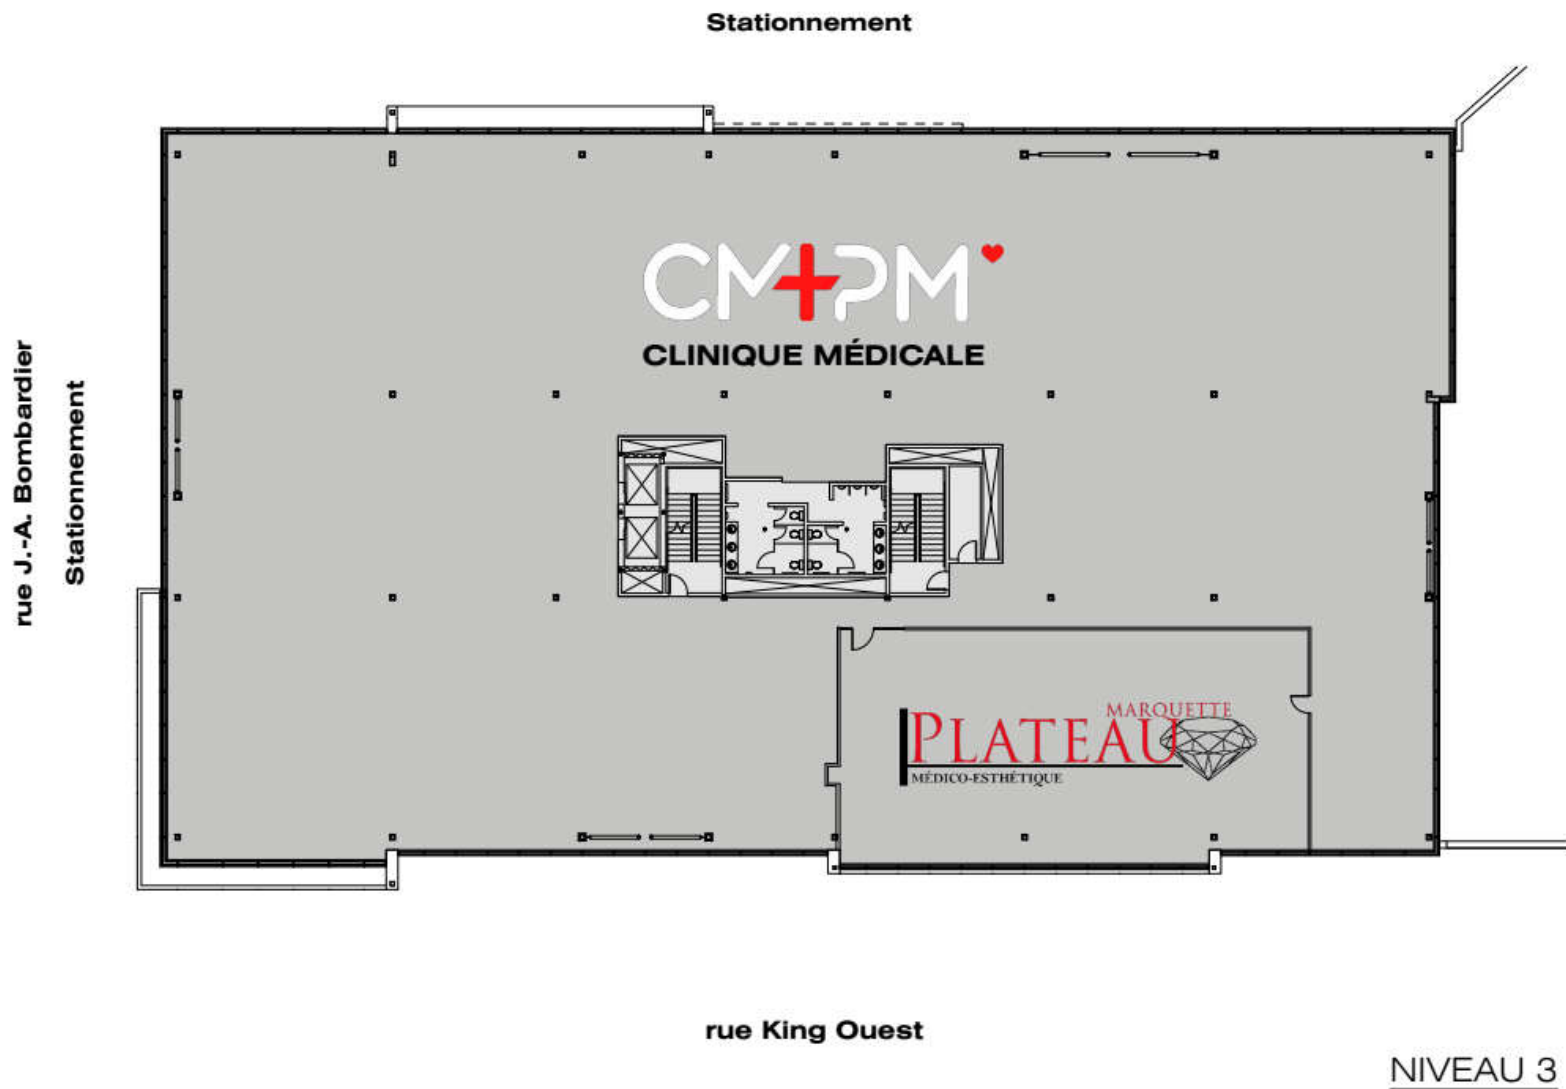 Stationnement
CM+PM
CLINIQUE MÉDICALE
rue J.-A. Bombardier
Stationnement
MARQUETTE
PLATEAU
MÉDICO-ESTHÉTIQUE
rue King Ouest
NIVEAU 3